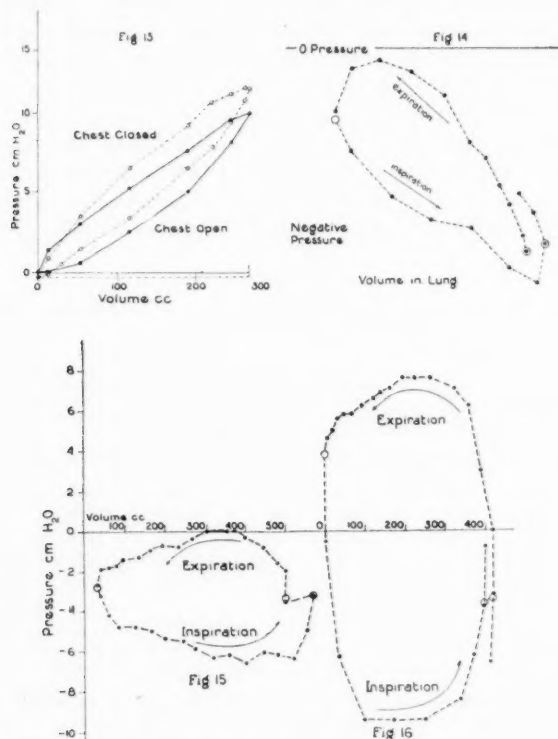 Fig 13
15
10
5
0
Pressure cm H₂O
Chest Closed
Chest Open
0
100
200
300
Volume cc
Fig 14
0 Pressure
expiration
inspiration
Negative
Pressure
Volume in Lung
8
6
4
2
0
-2
-4
-6
-8
-10
Pressure cm H₂O
Volume cc
100
200
300
400
500
Expiration
Inspiration
Fig 15
0
100
200
300
400
Expiration
Inspiration
Fig 16